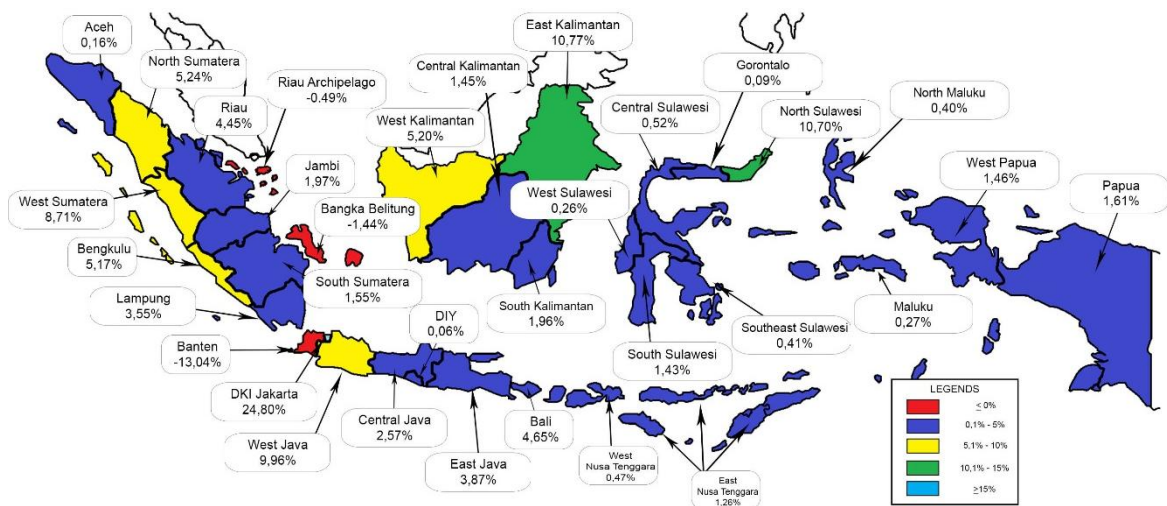 Aceh
0,16%
North Sumatera
5,24%
Riau
4,45%
Riau Archipelago
-0.49%
Jambi
1,97%
West Sumatera
8,71%
Bangka Belitung
-1,44%
Bengkulu
5,17%
South Sumatera
1,55%
Lampung
3,55%
Banten
-13,04%
DKI Jakarta
24,80%
West Java
9,96%
Central Java
2,57%
DIY
0,06%
East Java
3,87%
Bali
4,65%
West
Nusa Tenggara
0,47%
East
Nusa Tenggara
1,26%
West Kalimantan
5,20%
Central Kalimantan
1,45%
East Kalimantan
10,77%
South Kalimantan
1,96%
West Sulawesi
0,26%
Central Sulawesi
0,52%
Gorontalo
0,09%
North Sulawesi
10,70%
South Sulawesi
1,43%
Southeast Sulawesi
0,41%
North Maluku
0,40%
Maluku
0,27%
West Papua
1,46%
Papua
1,61%
LEGENDS
≤ 0%
0,1% - 5%
5,1% - 10%
10,1% - 15%
≥15%